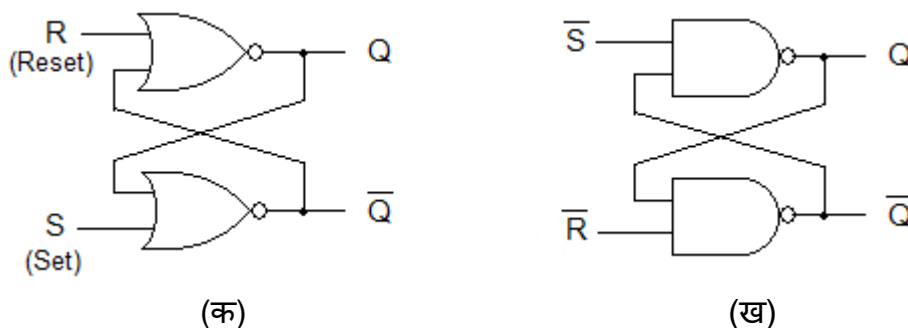 R
(Reset)
Q
S
(Set)
Q̅
(क)
S̅
Q
R̅
Q̅
(ख)